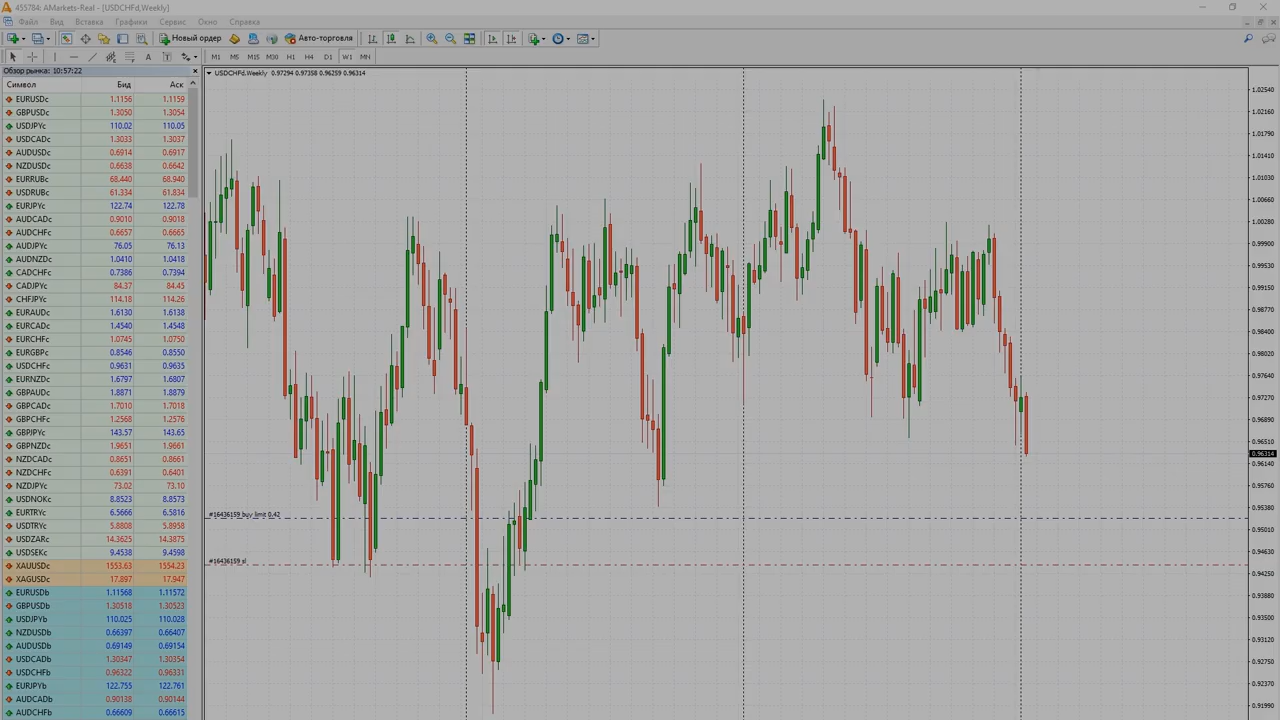 455784: AMarkets-Real - [USDCHFd,Weekly]
Файл Вид Вставка Графики Сервис Окно Справка
Новый ордер Авто-торговля
M1 M5 M15 M30 H1 H4 D1 W1 MN
Обзор рынка: 10:57:22
Символ Бид Аск
EURUSDc 1.1156 1.1159
GBPUSDc 1.3050 1.3054
USDJPYc 110.02 110.05
USDCADc 1.3033 1.3037
AUDUSDc 0.6914 0.6917
NZDUSDc 0.6638 0.6642
EURRUBc 68.440 68.940
USDRUBc 61.334 61.834
EURJPYc 122.74 122.78
AUDCADc 0.9010 0.9018
AUDCHFc 0.6657 0.6665
AUDJPYc 76.05 76.13
AUDNZDc 1.0410 1.0418
CADCHFc 0.7386 0.7394
CADJPYc 84.37 84.45
CHFJPYc 114.18 114.26
EURAUDc 1.6130 1.6138
EURCADc 1.4540 1.4548
EURCHFc 1.0745 1.0750
EURGBPc 0.8546 0.8550
USDCHFc 0.9631 0.9635
EURNZDc 1.6797 1.6807
GBPAUDc 1.8871 1.8879
GBPCADc 1.7010 1.7018
GBPCHFc 1.2568 1.2576
GBPJPYc 143.57 143.65
GBPNZDc 1.9651 1.9661
NZDCADc 0.8651 0.8661
NZDCHFc 0.6391 0.6401
NZDJPYc 73.02 73.10
USDNOKc 8.8523 8.8573
EURTRYc 6.5666 6.5816
USDTRYc 5.8808 5.8958
USDZARc 14.3625 14.3875
USDSEKc 9.4538 9.4598
XAUUSDc 1553.63 1554.23
XAGUSDc 17.897 17.947
EURUSDb 1.11568 1.11572
GBPUSDb 1.30518 1.30523
USDJPYb 110.025 110.028
NZDUSDb 0.66397 0.66407
AUDUSDb 0.69149 0.69154
USDCADb 1.30347 1.30354
USDCHFb 0.96322 0.96331
EURJPYb 122.755 122.761
AUDCADb 0.90138 0.90144
AUDCHFb 0.66609 0.66615
USDCHFd,Weekly 0.97294 0.97358 0.96259 0.96314
#16436159 buy limit 0.42
#16436159 sl
1.02540
1.02160
1.01410
1.01030
1.00660
1.00280
0.99900
0.99530
0.99150
0.98770
0.98400
0.98020
0.97640
0.97270
0.96510
0.96314
0.96140
0.95760
0.95380
0.95010
0.94630
0.94250
0.93880
0.93500
0.93120
0.92750
0.92370
0.91990